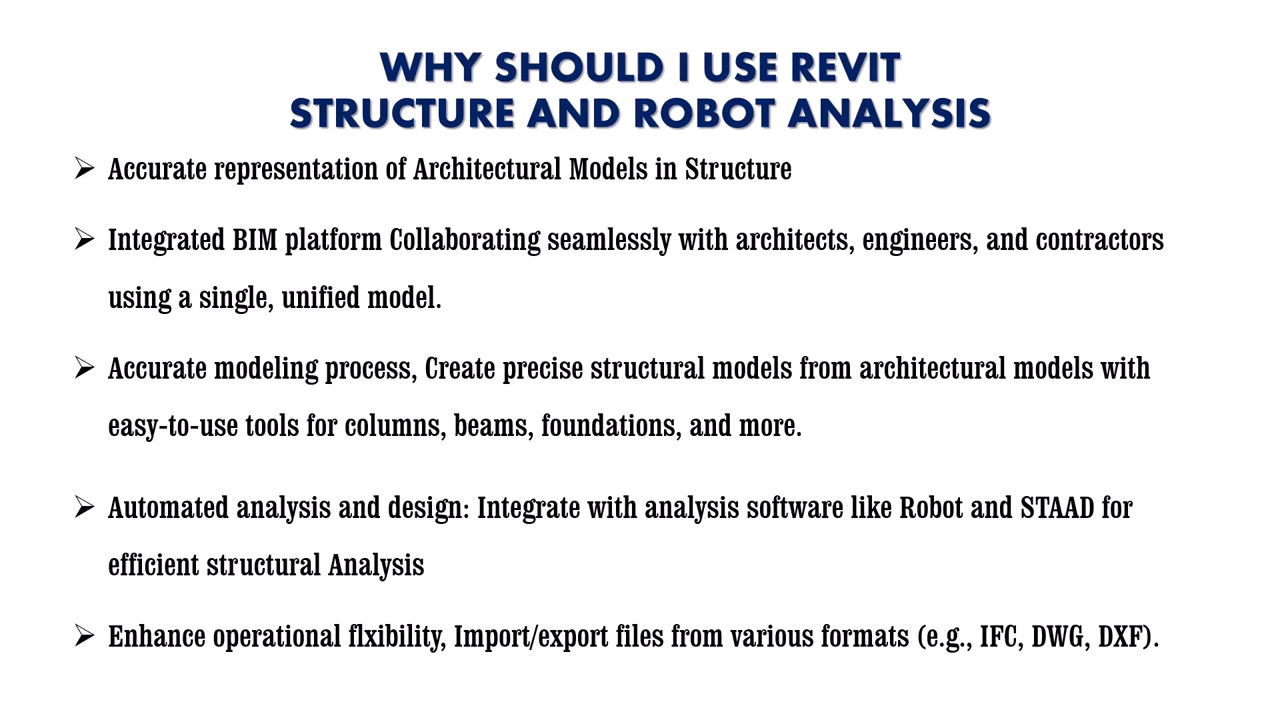 WHY SHOULD I USE REVIT
STRUCTURE AND ROBOT ANALYSIS
➢ Accurate representation of Architectural Models in Structure
➢ Integrated BIM platform Collaborating seamlessly with architects, engineers, and contractors
using a single, unified model.
➢ Accurate modeling process, Create precise structural models from architectural models with
easy-to-use tools for columns, beams, foundations, and more.
➢ Automated analysis and design: Integrate with analysis software like Robot and STAAD for
efficient structural Analysis
➢ Enhance operational flxibility, Import/export files from various formats (e.g., IFC, DWG, DXF).